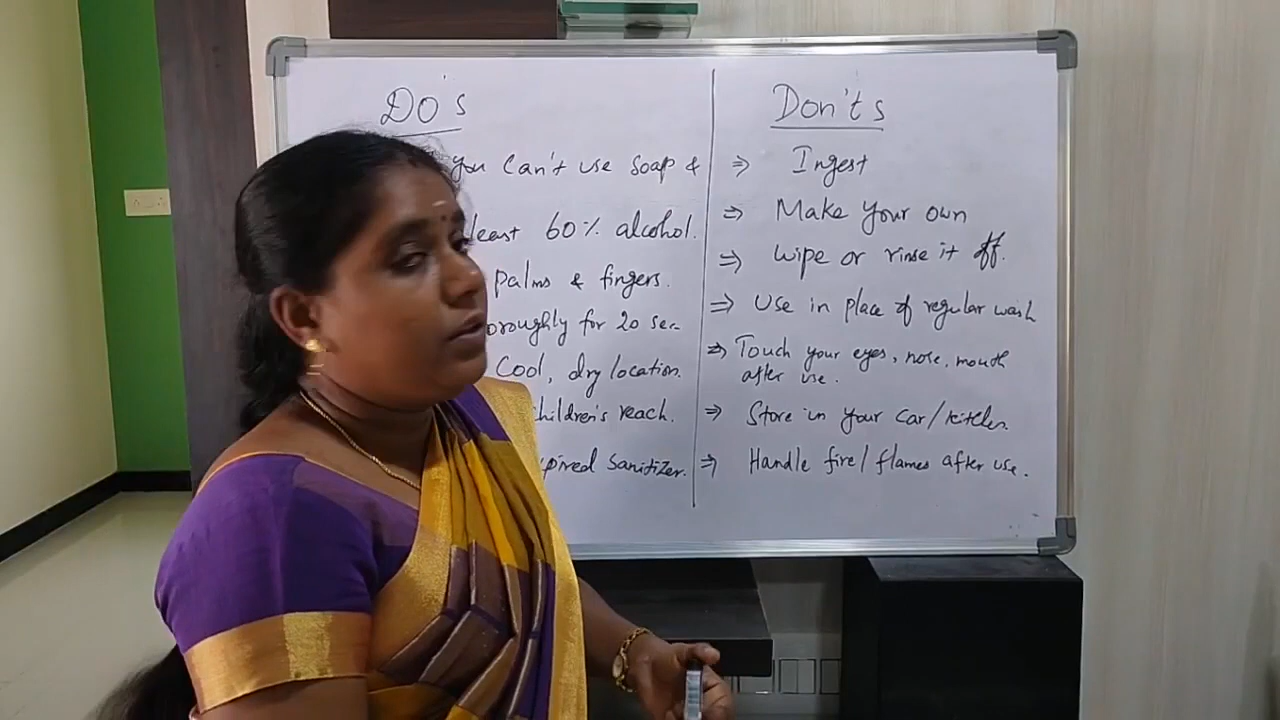 Do's
you Can't use Soap &
least 60% alcohol.
palms & fingers.
oroughly for 20 sec
Cool, dry location.
children's reach.
pired Sanitizer.
Don'ts
⇒ Ingest
⇒ Make your own
⇒ Wipe or rinse it off.
⇒ Use in place of regular wash
⇒ Touch your eyes, nose, mouth
after use.
⇒ Store in your car/kitchen.
⇒ Handle fire/flames after use.